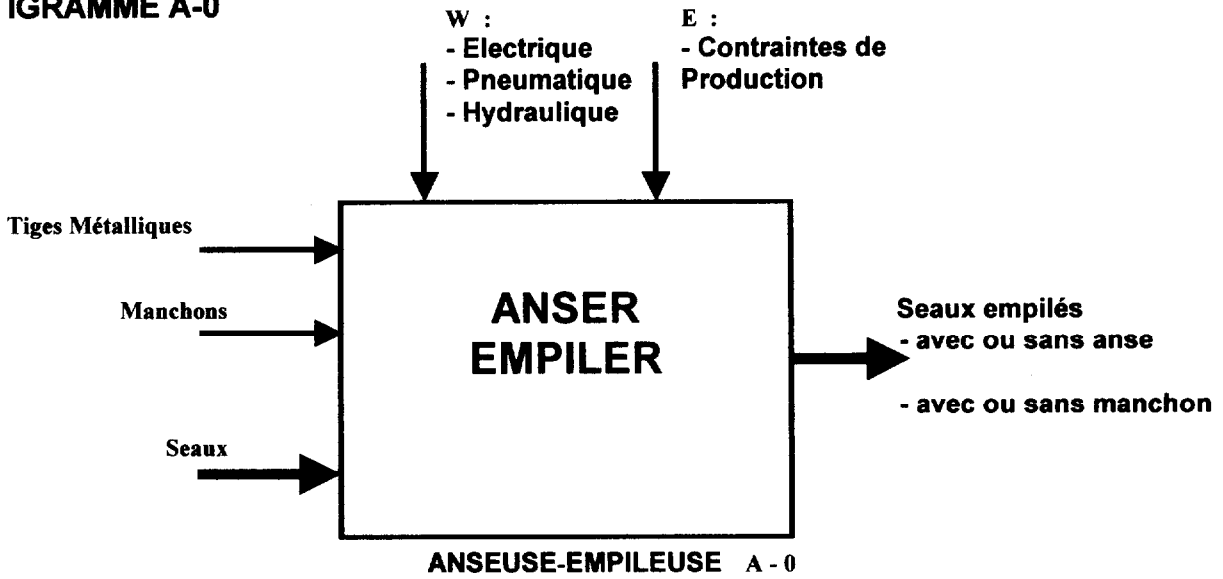 IGRAMME A-0
W :
- Electrique
- Pneumatique
- Hydraulique
E :
- Contraintes de
Production
Tiges Métalliques
Manchons
Seaux
ANSER
EMPILER
Seaux empilés
- avec ou sans anse
- avec ou sans manchon
ANSEUSE-EMPILEUSE A - 0